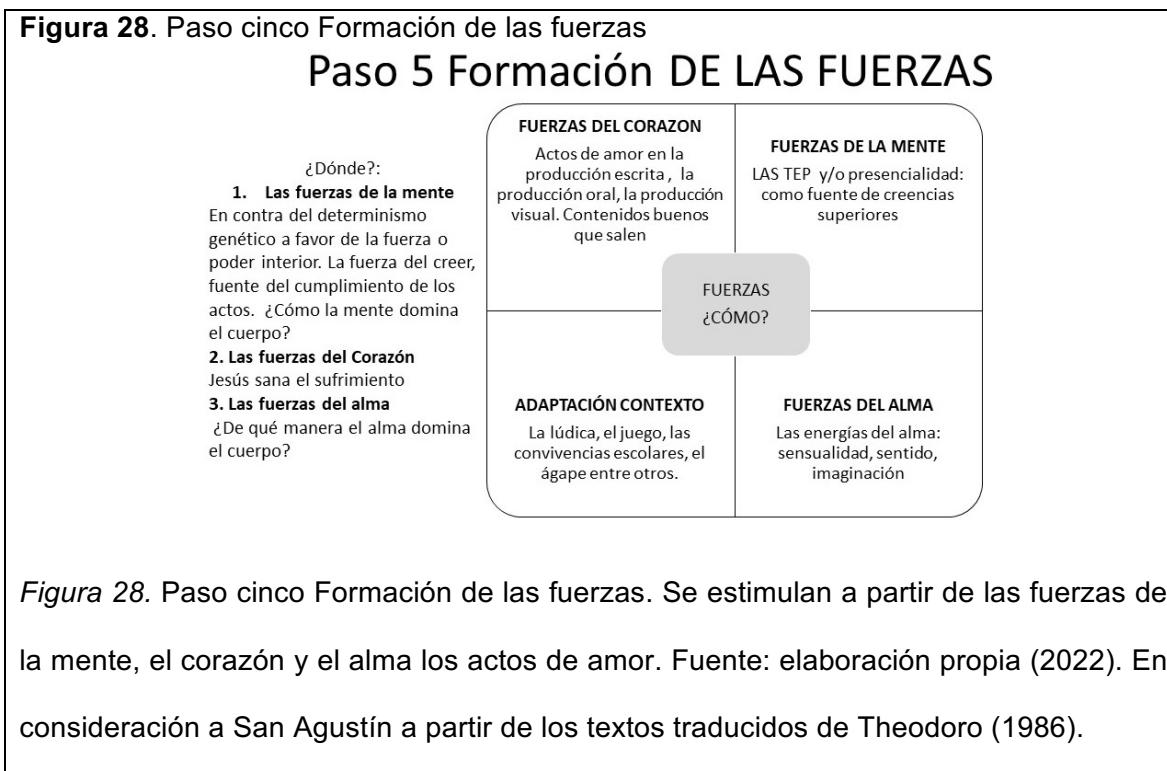 Figura 28. Paso cinco Formación de las fuerzas
Paso 5 Formación DE LAS FUERZAS
¿Dónde?:
1. Las fuerzas de la mente
En contra del determinismo
genético a favor de la fuerza o
poder interior. La fuerza del creer,
fuente del cumplimiento de los
actos. ¿Cómo la mente domina
el cuerpo?
2. Las fuerzas del Corazón
Jesús sana el sufrimiento
3. Las fuerzas del alma
¿De qué manera el alma domina
el cuerpo?
FUERZAS DEL CORAZON
Actos de amor en la
producción escrita , la
producción oral, la producción
visual. Contenidos buenos
que salen
FUERZAS DE LA MENTE
LAS TEP y/o presencialidad:
como fuente de creencias
superiores
FUERZAS
¿CÓMO?
ADAPTACIÓN CONTEXTO
La lúdica, el juego, las
convivencias escolares, el
ágape entre otros.
FUERZAS DEL ALMA
Las energías del alma:
sensualidad, sentido,
imaginación
Figura 28. Paso cinco Formación de las fuerzas. Se estimulan a partir de las fuerzas de
la mente, el corazón y el alma los actos de amor. Fuente: elaboración propia (2022). En
consideración a San Agustín a partir de los textos traducidos de Theodoro (1986).